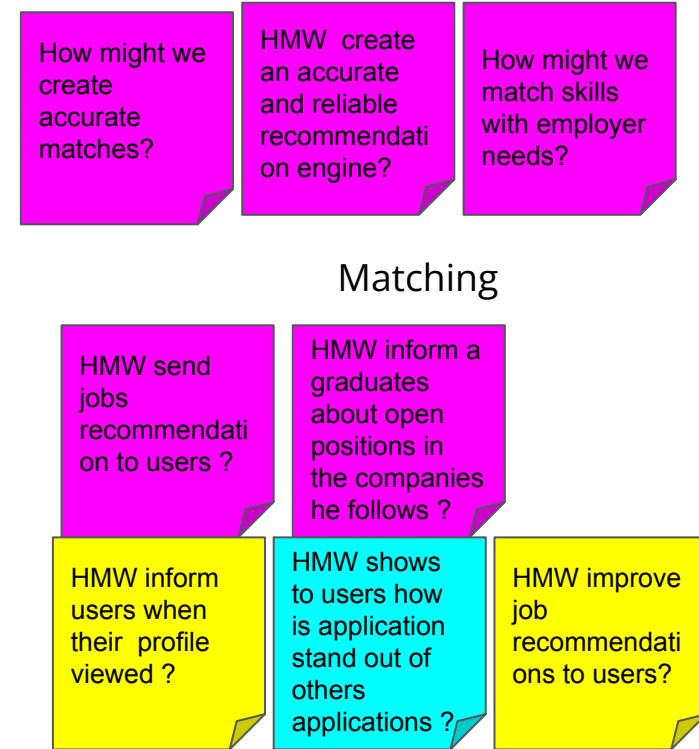 How might we
create
accurate
matches?
HMW  create
an accurate
and reliable
recommendati
on engine?
How might we
match skills
with employer
needs?
Matching
HMW send
jobs
recommendati
on to users ?
HMW inform a
graduates
about open
positions in
the companies
he follows ?
HMW inform
users when
their  profile
viewed ?
HMW shows
to users how
is application
stand out of
others
applications ?
HMW improve
job
recommendati
ons to users?